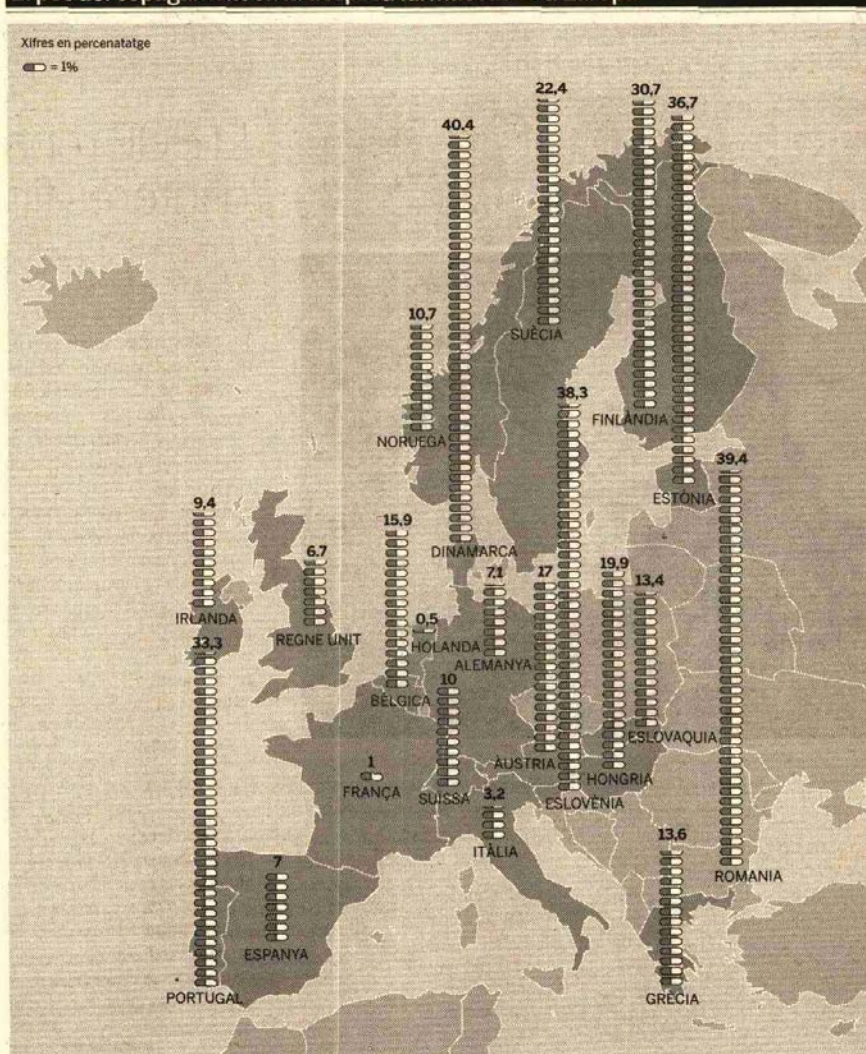 Xifres en percenatatge
= 1%
22,4
30,7
36,7
40,4
10,7
SUÈCIA
38,3
FINLÀNDIA
NORUEGA
39,4
ESTÒNIA
9,4
15,9
DINAMARCA
6.7
7,1
17
19,9
13,4
IRLANDA
0,5
REGNE UNIT
HOLANDA
33,3
ALEMANYA
10
BÈLGICA
ESLOVAQUIA
1
ÀUSTRIA
HONGRIA
FRANÇA
SUISSA
3,2
ESLOVÈNIA
13,6
ITÀLIA
7
ROMANIA
ESPANYA
PORTUGAL
GRÈCIA